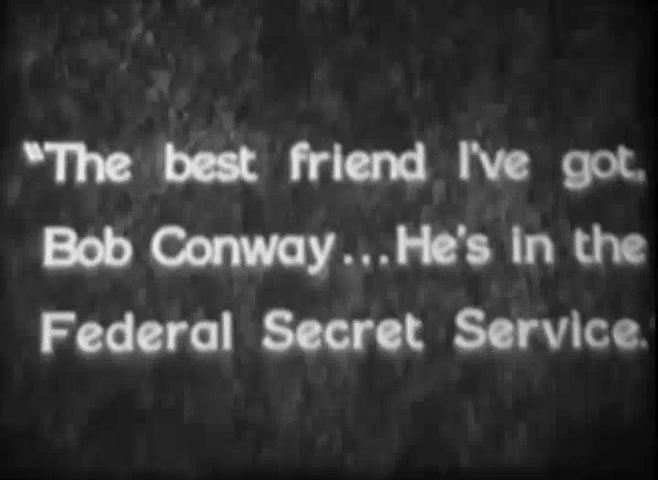 "The best friend I've got,
Bob Conway...He's in the
Federal Secret Service."